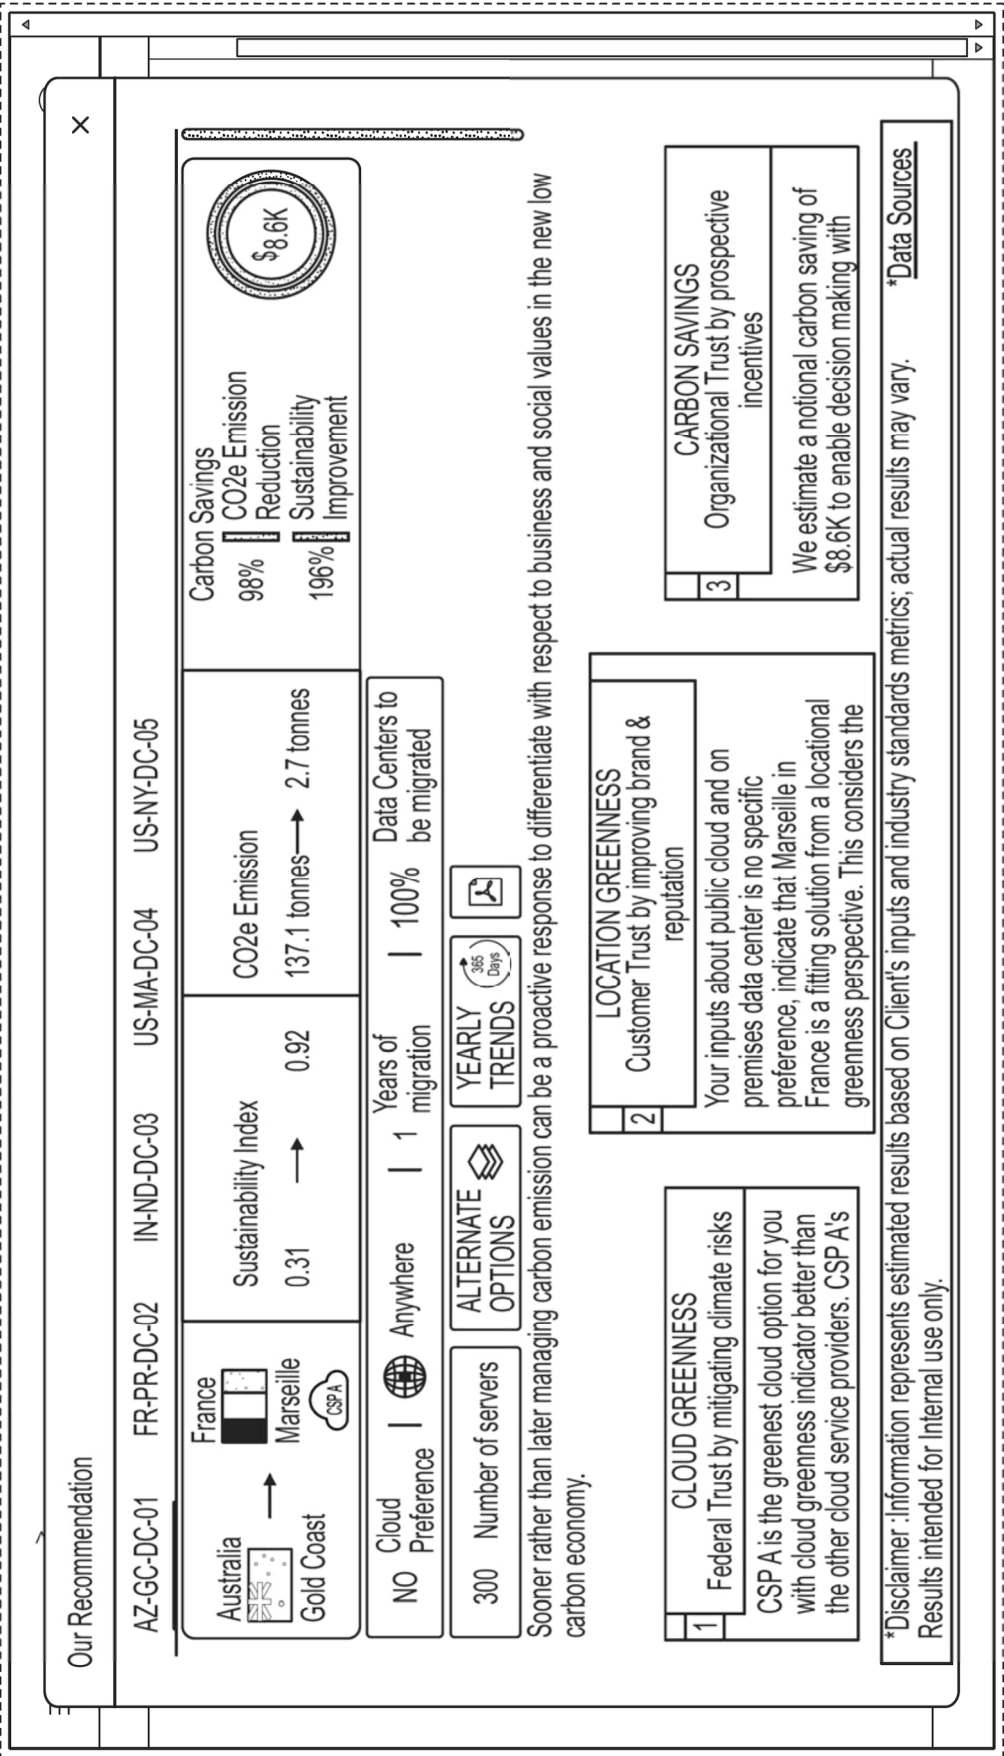 Our Recommendation
AZ-GC-DC-01 FR-PR-DC-02 IN-ND-DC-03 US-MA-DC-04 US-NY-DC-05
Australia
Gold Coast
France
Marseille
CSP A
Sustainability Index
0.31 0.92
CO2e Emission
137.1 tonnes 2.7 tonnes
Carbon Savings
98% CO2e Emission
Reduction
196% Sustainability
Improvement
$8.6K
NO Cloud
Preference
Anywhere
1 Years of
migration
100% Data Centers to
be migrated
300 Number of servers
ALTERNATE
OPTIONS
YEARLY
TRENDS
365
Days
Sooner rather than later managing carbon emission can be a proactive response to differentiate with respect to business and social values in the new low
carbon economy.
1
CLOUD GREENNESS
Federal Trust by mitigating climate risks
CSP A is the greenest cloud option for you
with cloud greenness indicator better than
the other cloud service providers. CSP A's
2
LOCATION GREENNESS
Customer Trust by improving brand &
reputation
Your inputs about public cloud and on
premises data center is no specific
preference, indicate that Marseille in
France is a fitting solution from a locational
greenness perspective. This considers the
3
CARBON SAVINGS
Organizational Trust by prospective
incentives
We estimate a notional carbon saving of
$8.6K to enable decision making with
*Disclaimer :Information represents estimated results based on Client's inputs and industry standards metrics; actual results may vary. *Data Sources
Results intended for Internal use only.